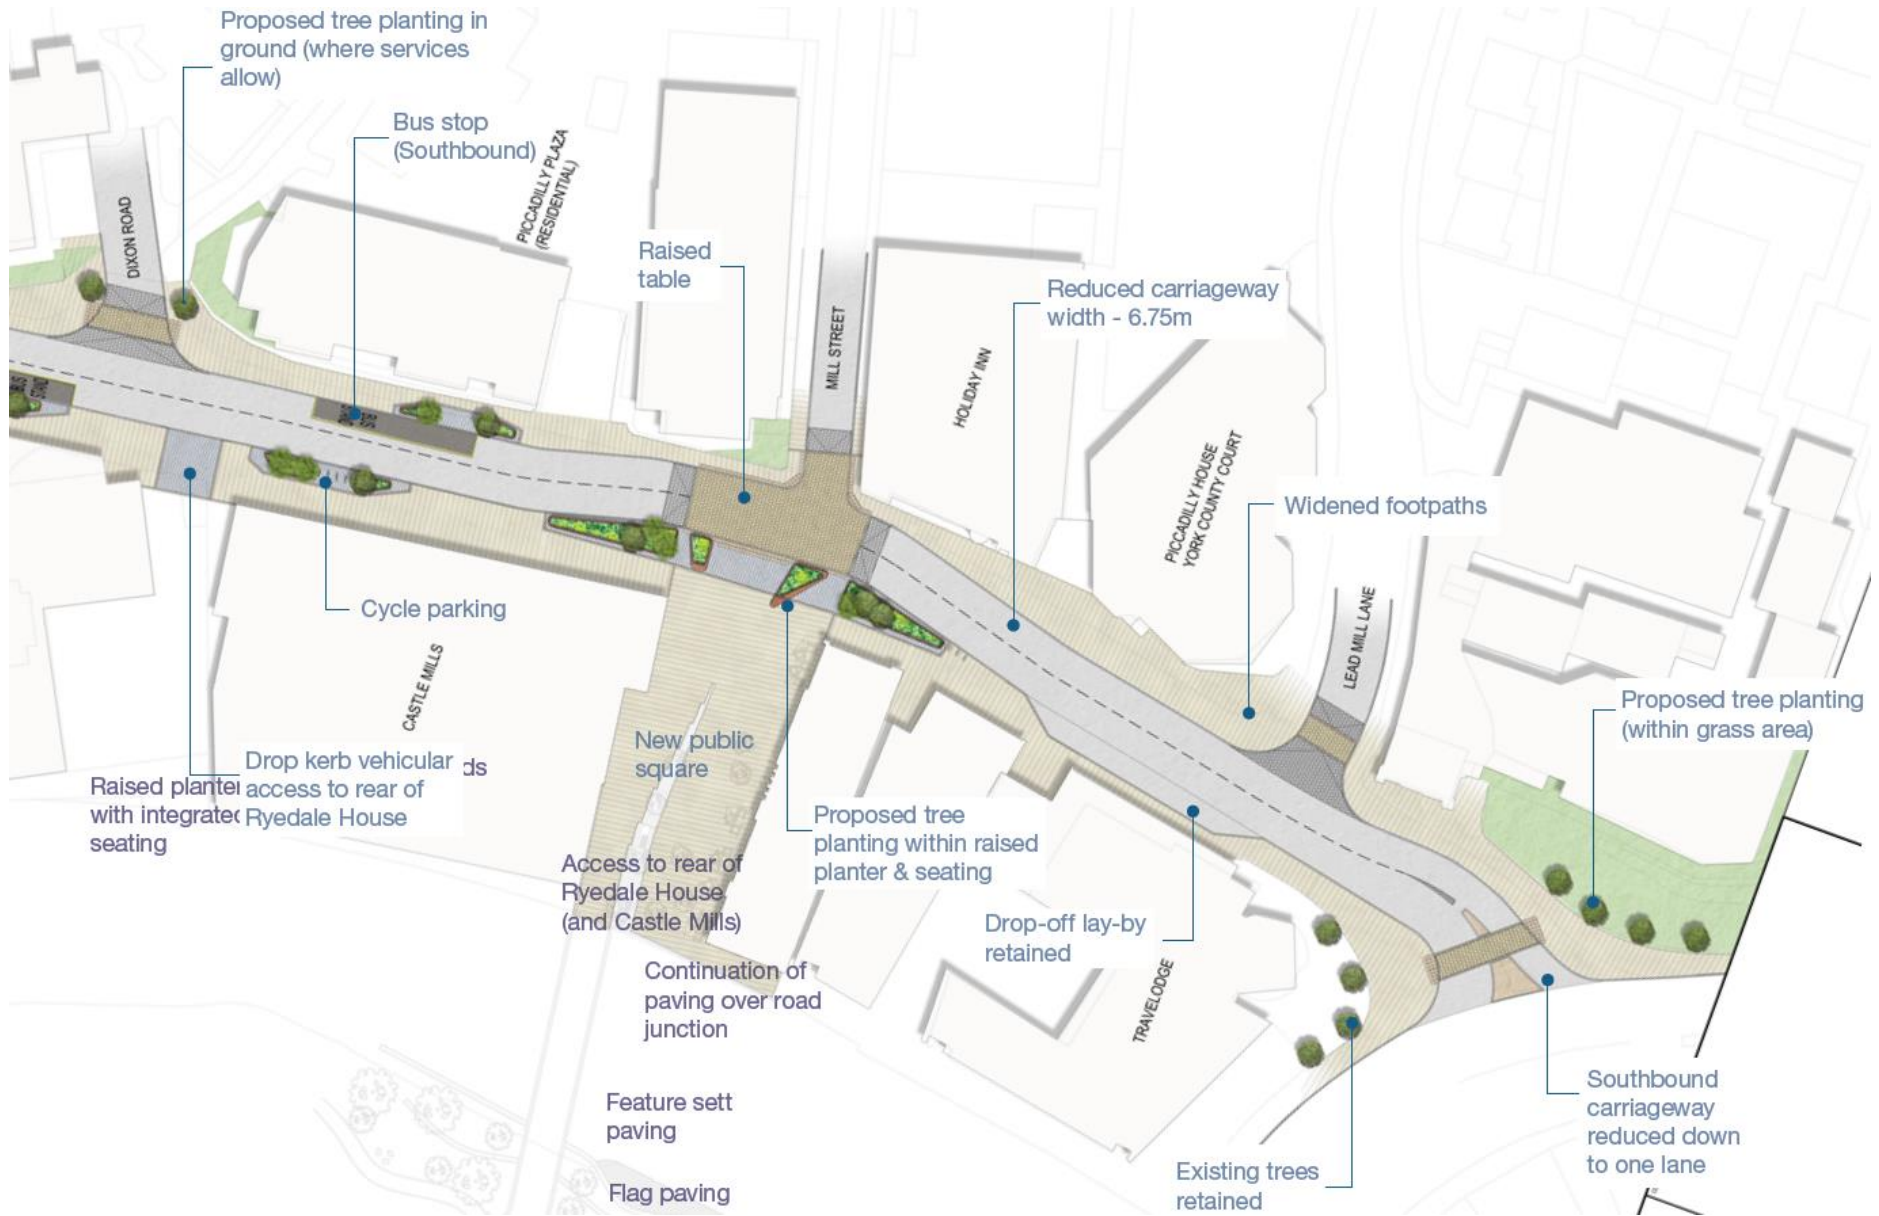 Proposed tree planting in
ground (where services
allow)
Bus stop
(Southbound)
PICCADILLY PLAZA
(RESIDENTIAL)
DIXON ROAD
Raised
table
MILL STREET
Reduced carriageway
width - 6.75m
HOLIDAY INN
BUS
STAND
BUS
STAND
PICCADILLY HOUSE
YORK COUNTY COURT
Widened footpaths
Cycle parking
LEAD MILL LANE
CASTLE MILLS
Proposed tree planting
(within grass area)
New public
square
Drop kerb vehicular
access to rear of
Ryedale House
ds
Raised planter
with integrated
seating
Proposed tree
planting within raised
planter & seating
Access to rear of
Ryedale House
(and Castle Mills)
Drop-off lay-by
retained
Continuation of
paving over road
junction
TRAVELODGE
Southbound
carriageway
reduced down
to one lane
Feature sett
paving
Existing trees
retained
Flag paving